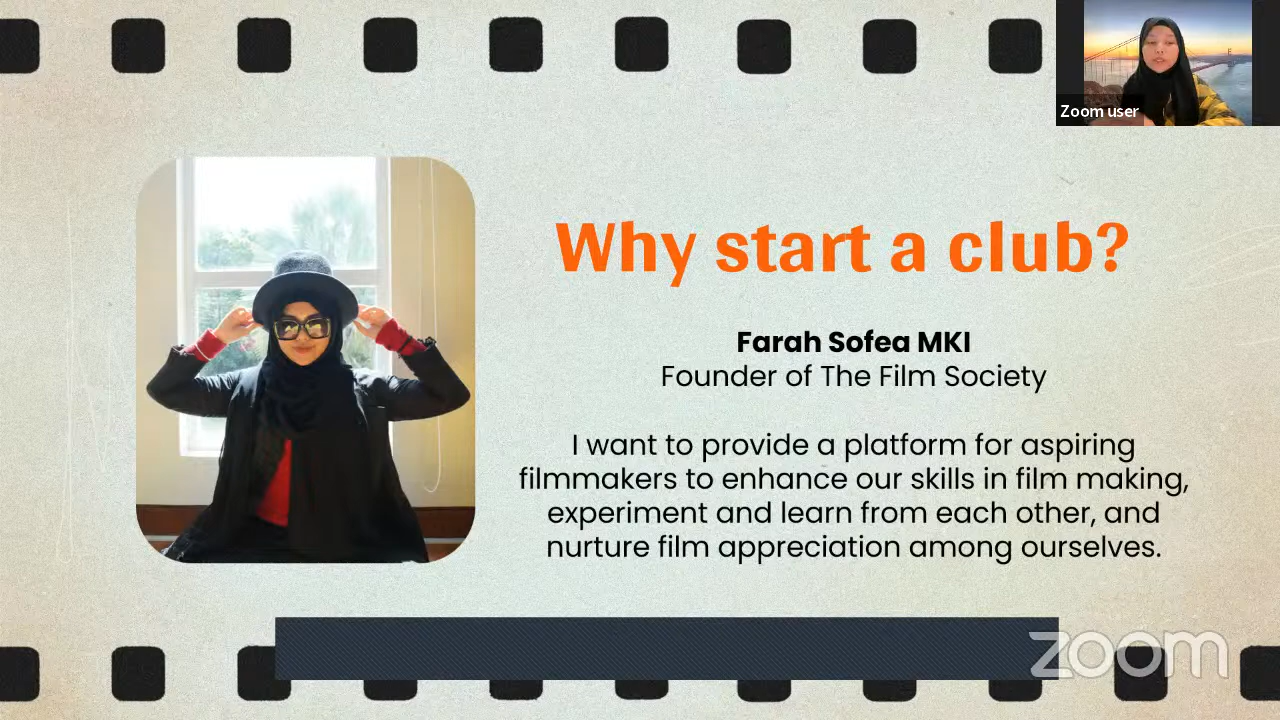 Zoom user
Why start a club?
Farah Sofea MKI
Founder of The Film Society
I want to provide a platform for aspiring
filmmakers to enhance our skills in film making,
experiment and learn from each other, and
nurture film appreciation among ourselves.
zoom